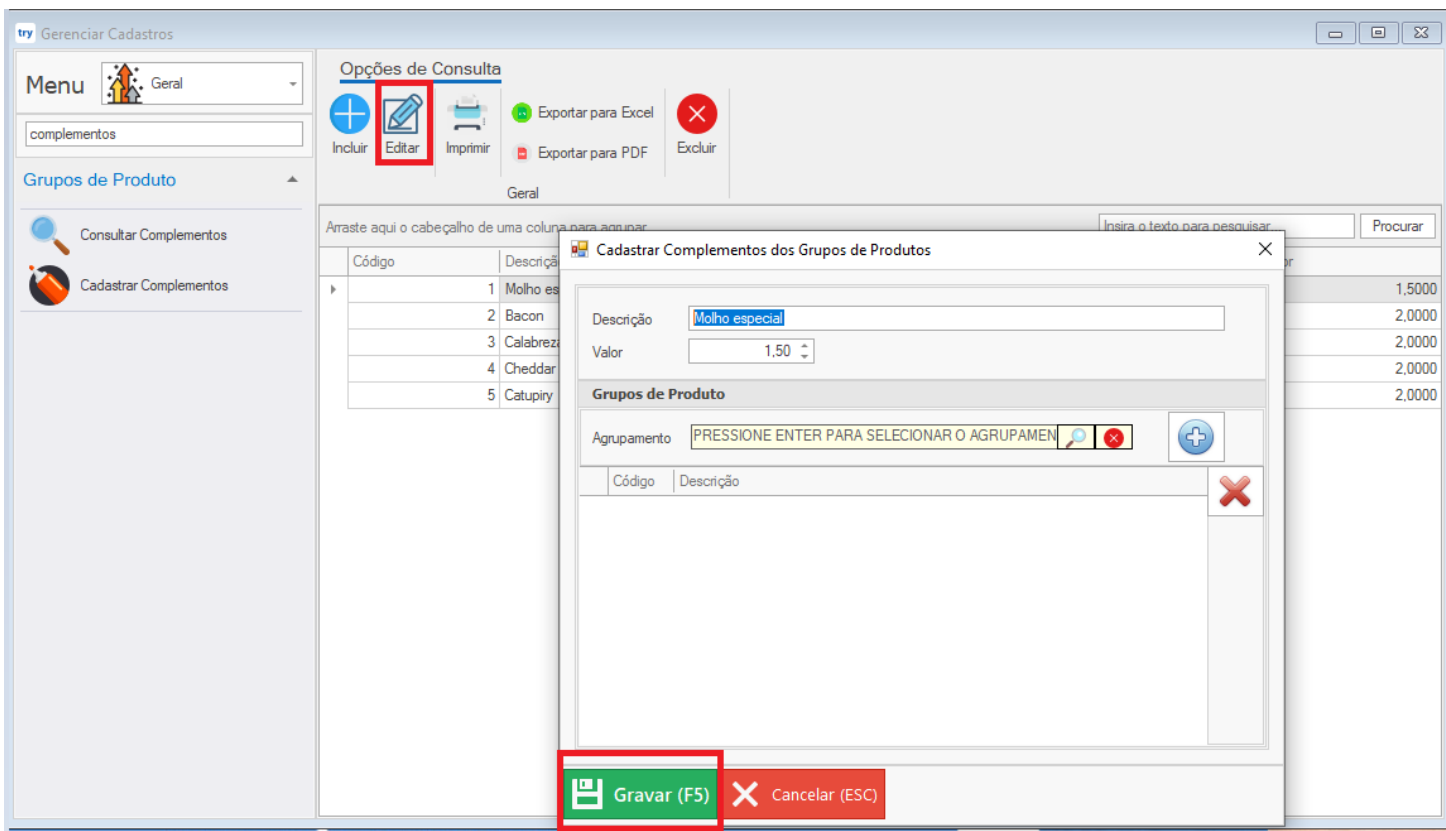 try Gerenciar Cadastros
Menu Geral
complementos
Grupos de Produto
Consultar Complementos
Cadastrar Complementos
Opções de Consulta
Incluir Editar Imprimir Exportar para Excel Exportar para PDF Excluir
Geral
Arraste aqui o cabeçalho de uma coluna para agrupar Insira o texto para pesquisar... Procurar
Código Descriçã or
1 Molho es 1,5000
2 Bacon 2,0000
3 Calabreza 2,0000
4 Cheddar 2,0000
5 Catupiry 2,0000
Cadastrar Complementos dos Grupos de Produtos
Descrição Molho especial
Valor 1,50
Grupos de Produto
Agrupamento PRESSIONE ENTER PARA SELECIONAR O AGRUPAMEN
Código Descrição
Gravar (F5) Cancelar (ESC)